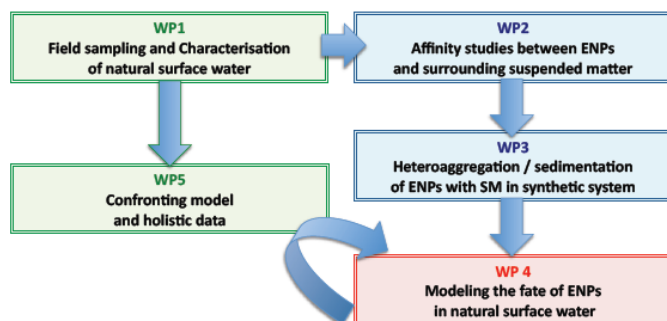 WP1
Field sampling and Characterisation
of natural surface water
WP2
Affinity studies between ENPs
and surrounding suspended matter
WP5
Confronting model
and holistic data
WP3
Heteroaggregation / sedimentation
of ENPs with SM in synthetic system
WP 4
Modeling the fate of ENPs
in natural surface water